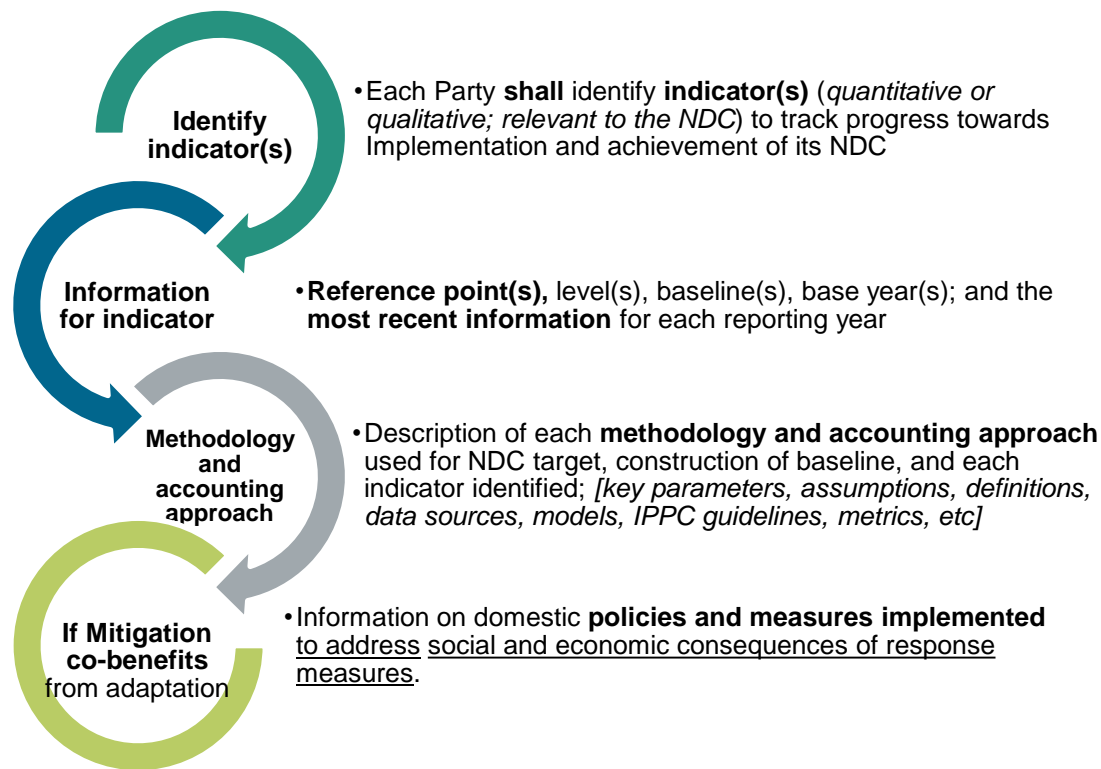 Identify
indicator(s)
•Each Party shall identify indicator(s) (quantitative or
qualitative; relevant to the NDC) to track progress towards
Implementation and achievement of its NDC
Information
for indicator
•Reference point(s), level(s), baseline(s), base year(s); and the
most recent information for each reporting year
Methodology
and
accounting
approach
•Description of each methodology and accounting approach
used for NDC target, construction of baseline, and each
indicator identified; [key parameters, assumptions, definitions,
data sources, models, IPPC guidelines, metrics, etc]
If Mitigation
co-benefits
from adaptation
•Information on domestic policies and measures implemented
to address social and economic consequences of response
measures.